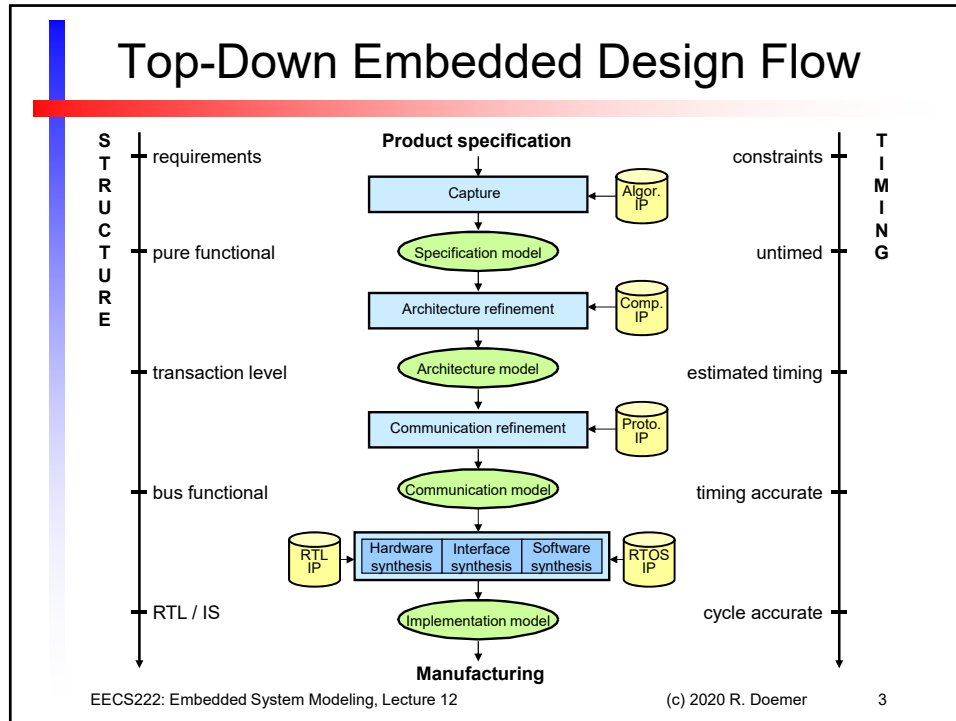 Top-Down Embedded Design Flow
STRUCTURE
TIMING
Product specification
requirements
constraints
Capture
Algor.
IP
pure functional
Specification model
untimed
Architecture refinement
Comp.
IP
transaction level
Architecture model
estimated timing
Communication refinement
Proto.
IP
bus functional
Communication model
timing accurate
RTL
IP
Hardware
synthesis
Interface
synthesis
Software
synthesis
RTOS
IP
RTL / IS
Implementation model
cycle accurate
Manufacturing
EECS222: Embedded System Modeling, Lecture 12
(c) 2020 R. Doemer
3